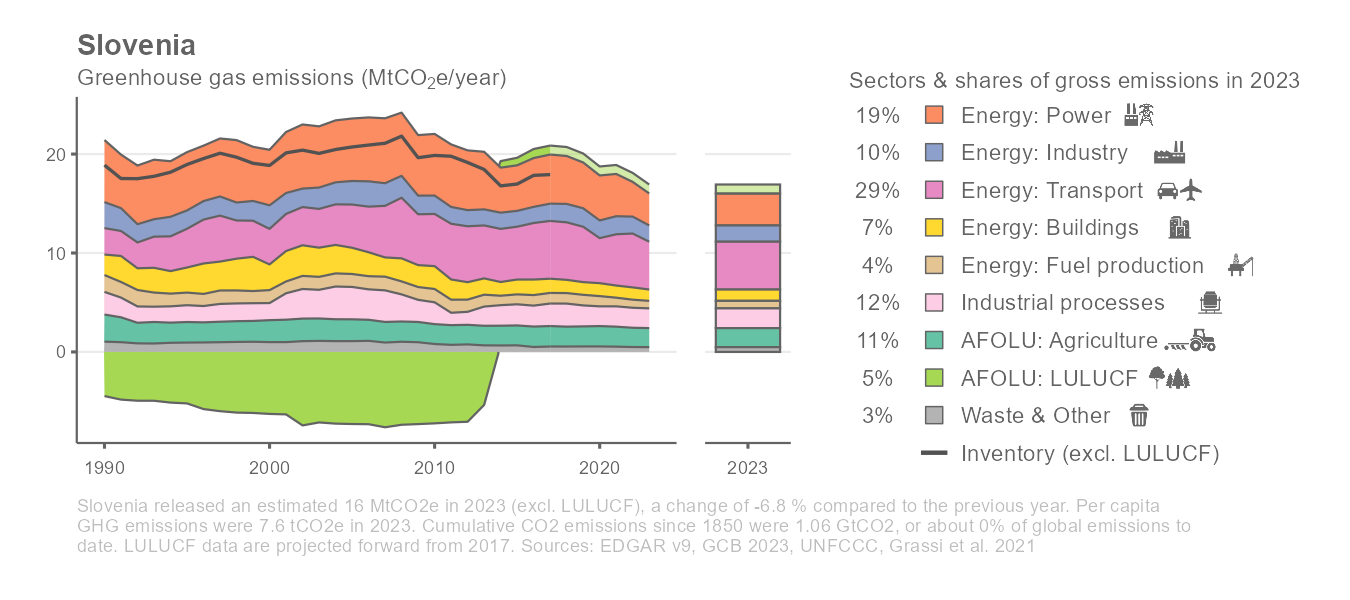 Slovenia
Greenhouse gas emissions (MtCO₂e/year)
20
10
0
1990
2000
2010
2020
2023
Sectors & shares of gross emissions in 2023
19% Energy: Power
10% Energy: Industry
29% Energy: Transport
7% Energy: Buildings
4% Energy: Fuel production
12% Industrial processes
11% AFOLU: Agriculture
5% AFOLU: LULUCF
3% Waste & Other
Inventory (excl. LULUCF)
Slovenia released an estimated 16 MtCO2e in 2023 (excl. LULUCF), a change of -6.8 % compared to the previous year. Per capita
GHG emissions were 7.6 tCO2e in 2023. Cumulative CO2 emissions since 1850 were 1.06 GtCO2, or about 0% of global emissions to
date. LULUCF data are projected forward from 2017. Sources: EDGAR v9, GCB 2023, UNFCCC, Grassi et al. 2021